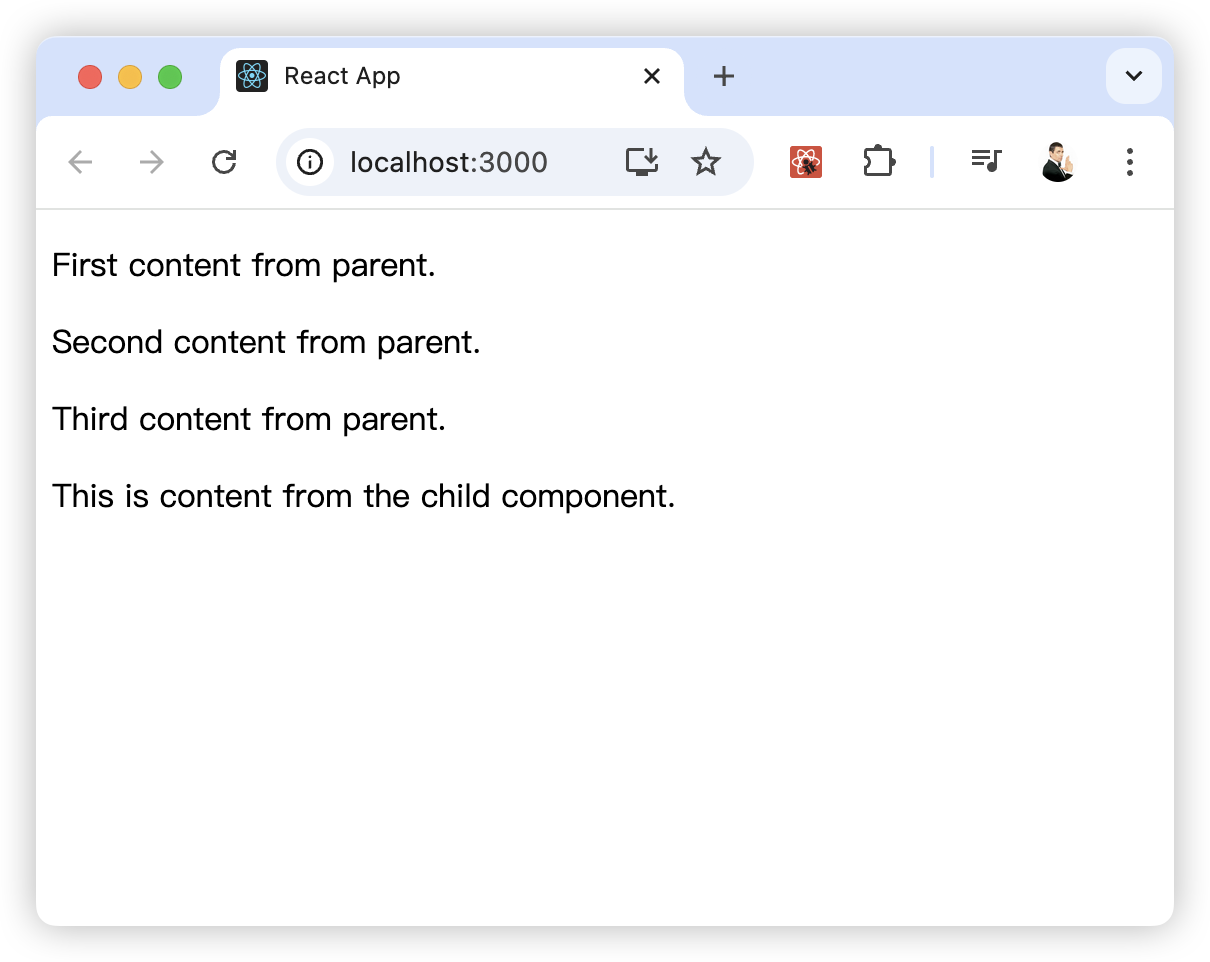 React App
localhost:3000
First content from parent.
Second content from parent.
Third content from parent.
This is content from the child component.